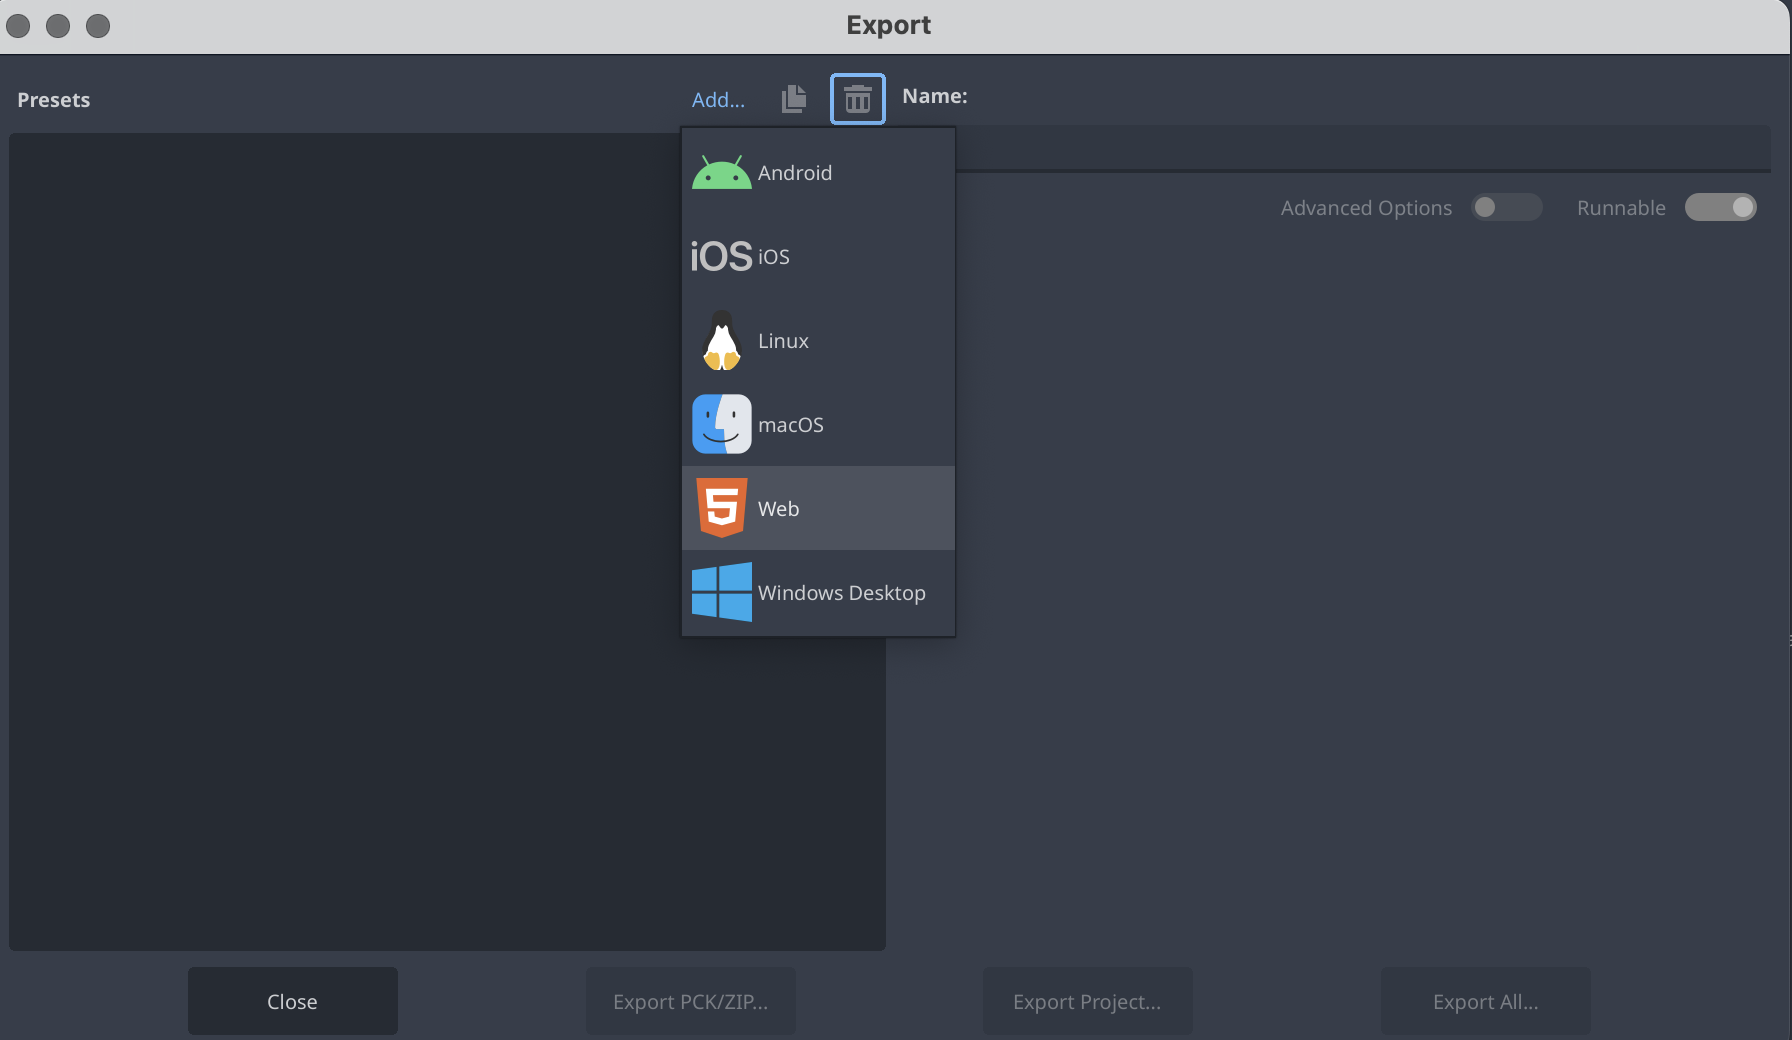 Export
Presets
Add...
Name:
Advanced Options
Runnable
Android
iOS iOS
Linux
macOS
5 Web
Windows Desktop
Close
Export PCK/ZIP...
Export Project...
Export All...